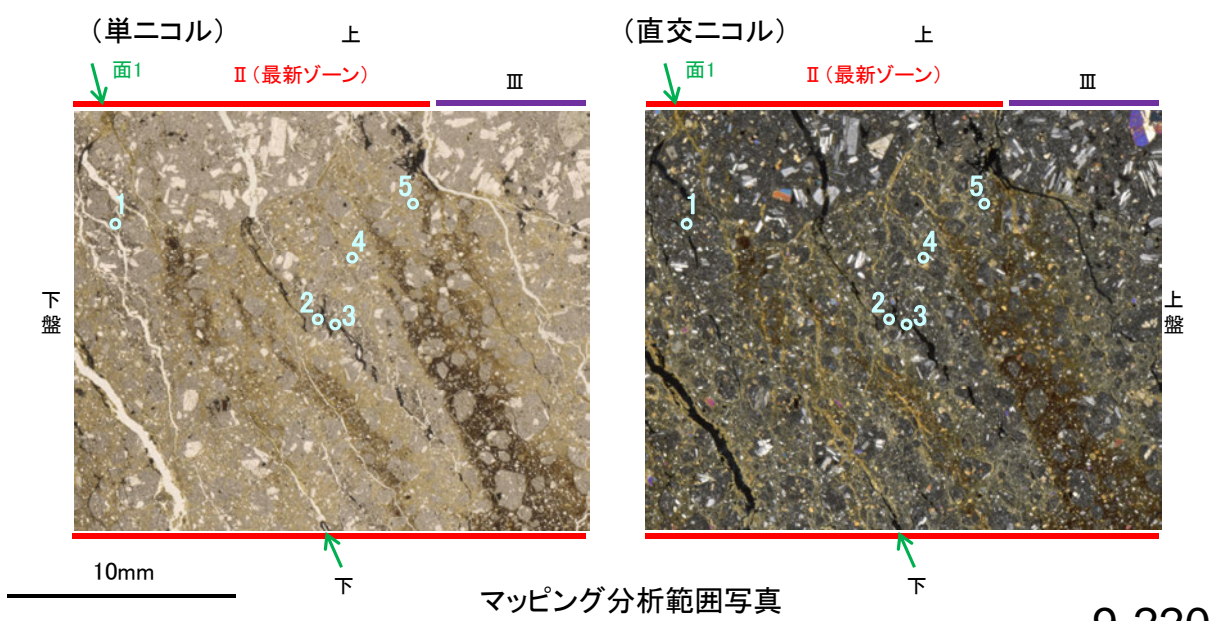 (単ニコル)
上
面1
Ⅱ(最新ゾーン)
Ⅲ
1
5
4
2
3
下盤
10mm
下
(直交ニコル)
上
面1
Ⅱ(最新ゾーン)
Ⅲ
1
5
4
2
3
上盤
下
マッピング分析範囲写真